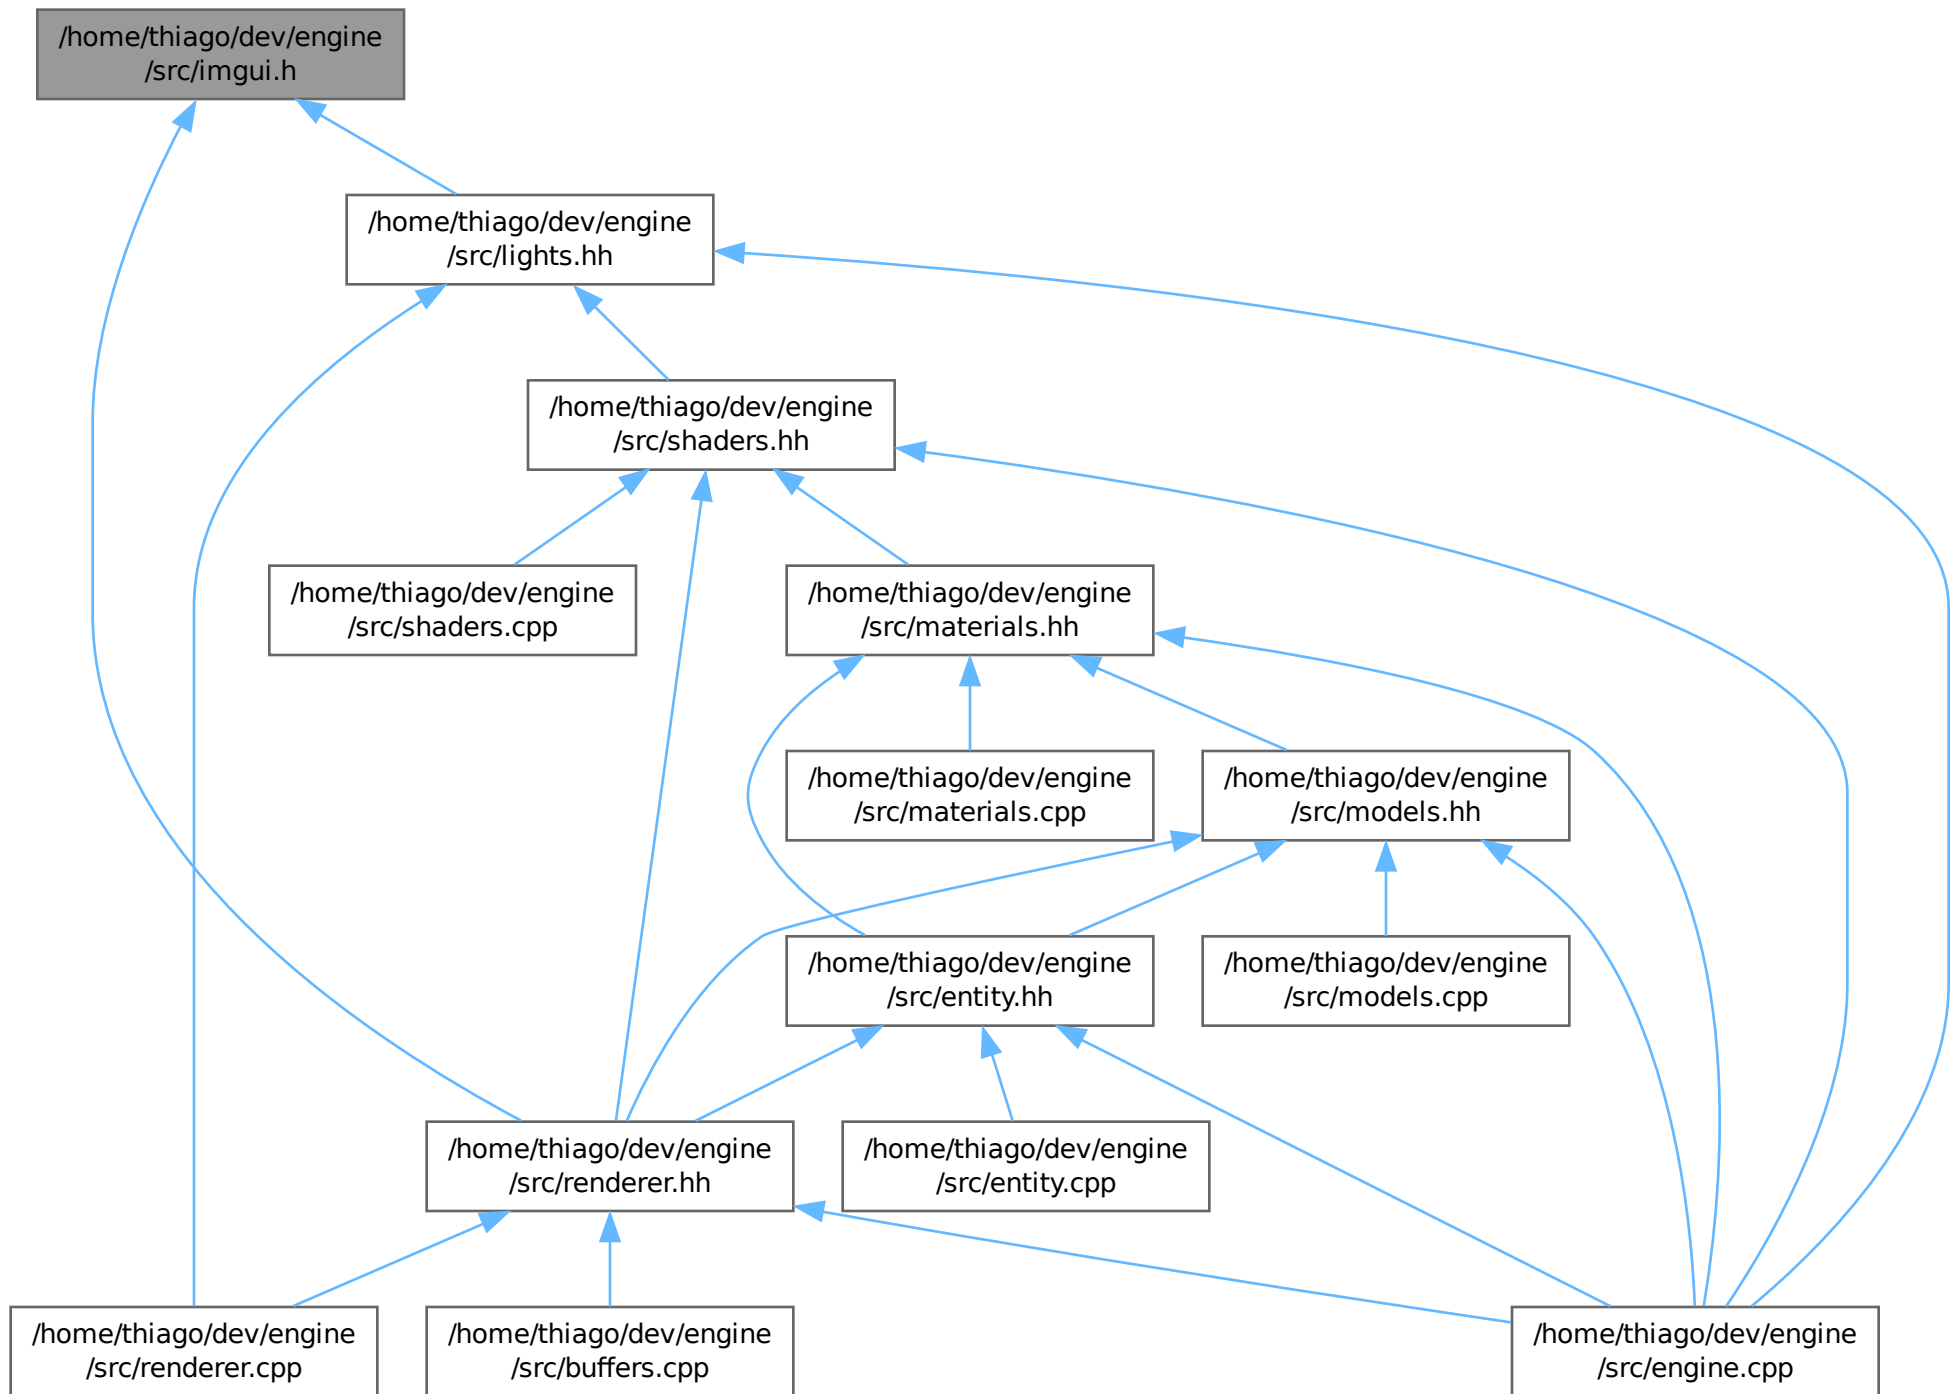 /home/thiago/dev/engine
/src/imgui.h
/home/thiago/dev/engine
/src/lights.hh
/home/thiago/dev/engine
/src/shaders.hh
/home/thiago/dev/engine
/src/shaders.cpp
/home/thiago/dev/engine
/src/materials.hh
/home/thiago/dev/engine
/src/materials.cpp
/home/thiago/dev/engine
/src/models.hh
/home/thiago/dev/engine
/src/entity.hh
/home/thiago/dev/engine
/src/models.cpp
/home/thiago/dev/engine
/src/renderer.hh
/home/thiago/dev/engine
/src/entity.cpp
/home/thiago/dev/engine
/src/renderer.cpp
/home/thiago/dev/engine
/src/buffers.cpp
/home/thiago/dev/engine
/src/engine.cpp